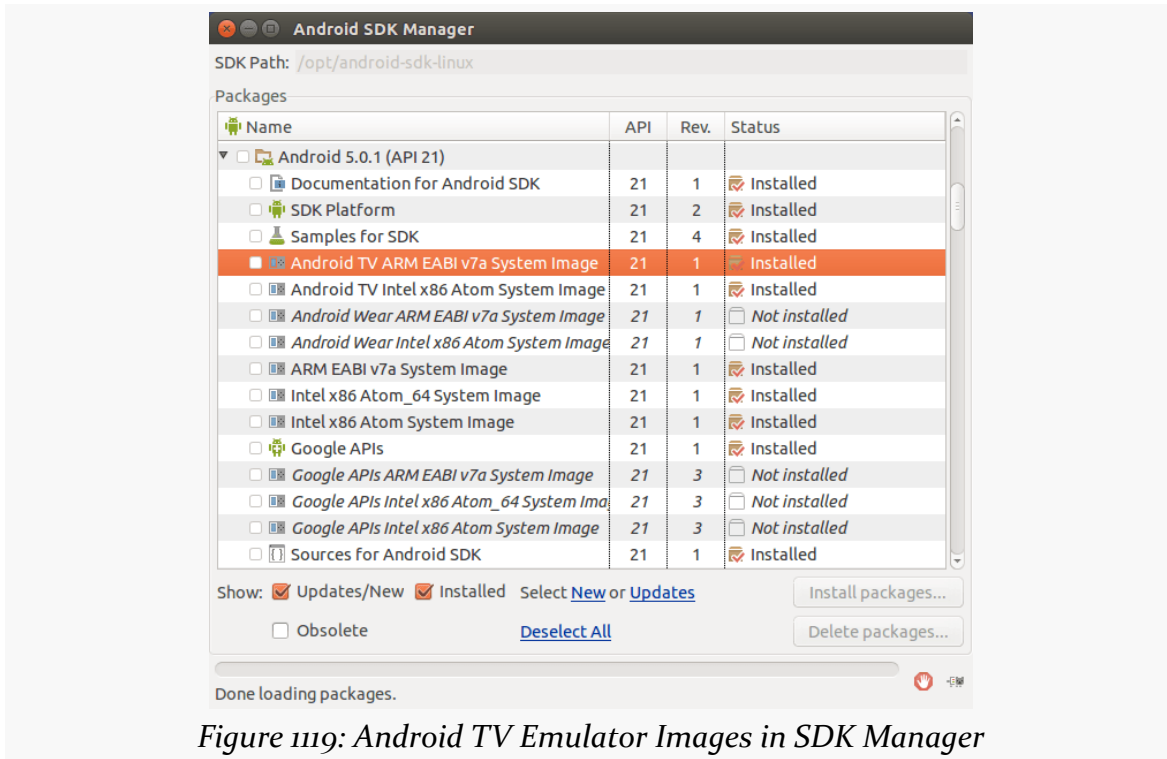 Android SDK Manager
SDK Path: /opt/android-sdk-linux
Packages
Name API Rev. Status
Android 5.0.1 (API 21)
Documentation for Android SDK 21 1 Installed
SDK Platform 21 2 Installed
Samples for SDK 21 4 Installed
Android TV ARM EABI v7a System Image 21 1 Installed
Android TV Intel x86 Atom System Image 21 1 Installed
Android Wear ARM EABI v7a System Image 21 1 Not installed
Android Wear Intel x86 Atom System Image 21 1 Not installed
ARM EABI v7a System Image 21 1 Installed
Intel x86 Atom_64 System Image 21 1 Installed
Intel x86 Atom System Image 21 1 Installed
Google APIs 21 1 Installed
Google APIs ARM EABI v7a System Image 21 3 Not installed
Google APIs Intel x86 Atom_64 System Ima 21 3 Not installed
Google APIs Intel x86 Atom System Image 21 3 Not installed
Sources for Android SDK 21 1 Installed
Show: Updates/New Installed Select New or Updates Install packages...
Obsolete Deselect All Delete packages...
Done loading packages.
Figure 1119: Android TV Emulator Images in SDK Manager